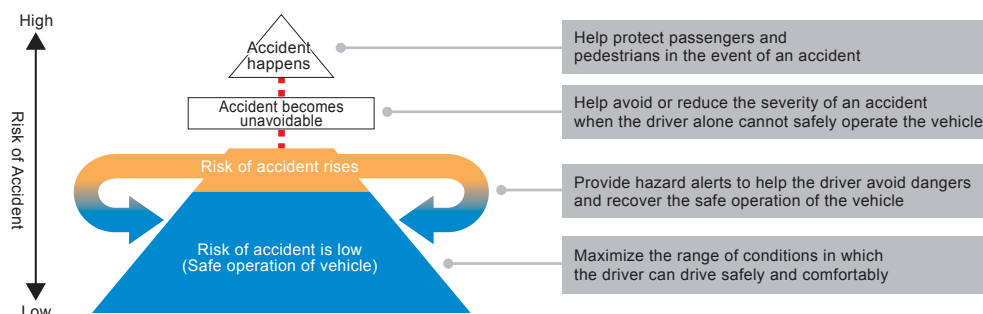 High
Risk of Accident
Low
Accident
happens
Accident becomes
unavoidable
Risk of accident rises
Risk of accident is low
(Safe operation of vehicle)
Help protect passengers and
pedestrians in the event of an accident
Help avoid or reduce the severity of an accident
when the driver alone cannot safely operate the vehicle
Provide hazard alerts to help the driver avoid dangers
and recover the safe operation of the vehicle
Maximize the range of conditions in which
the driver can drive safely and comfortably